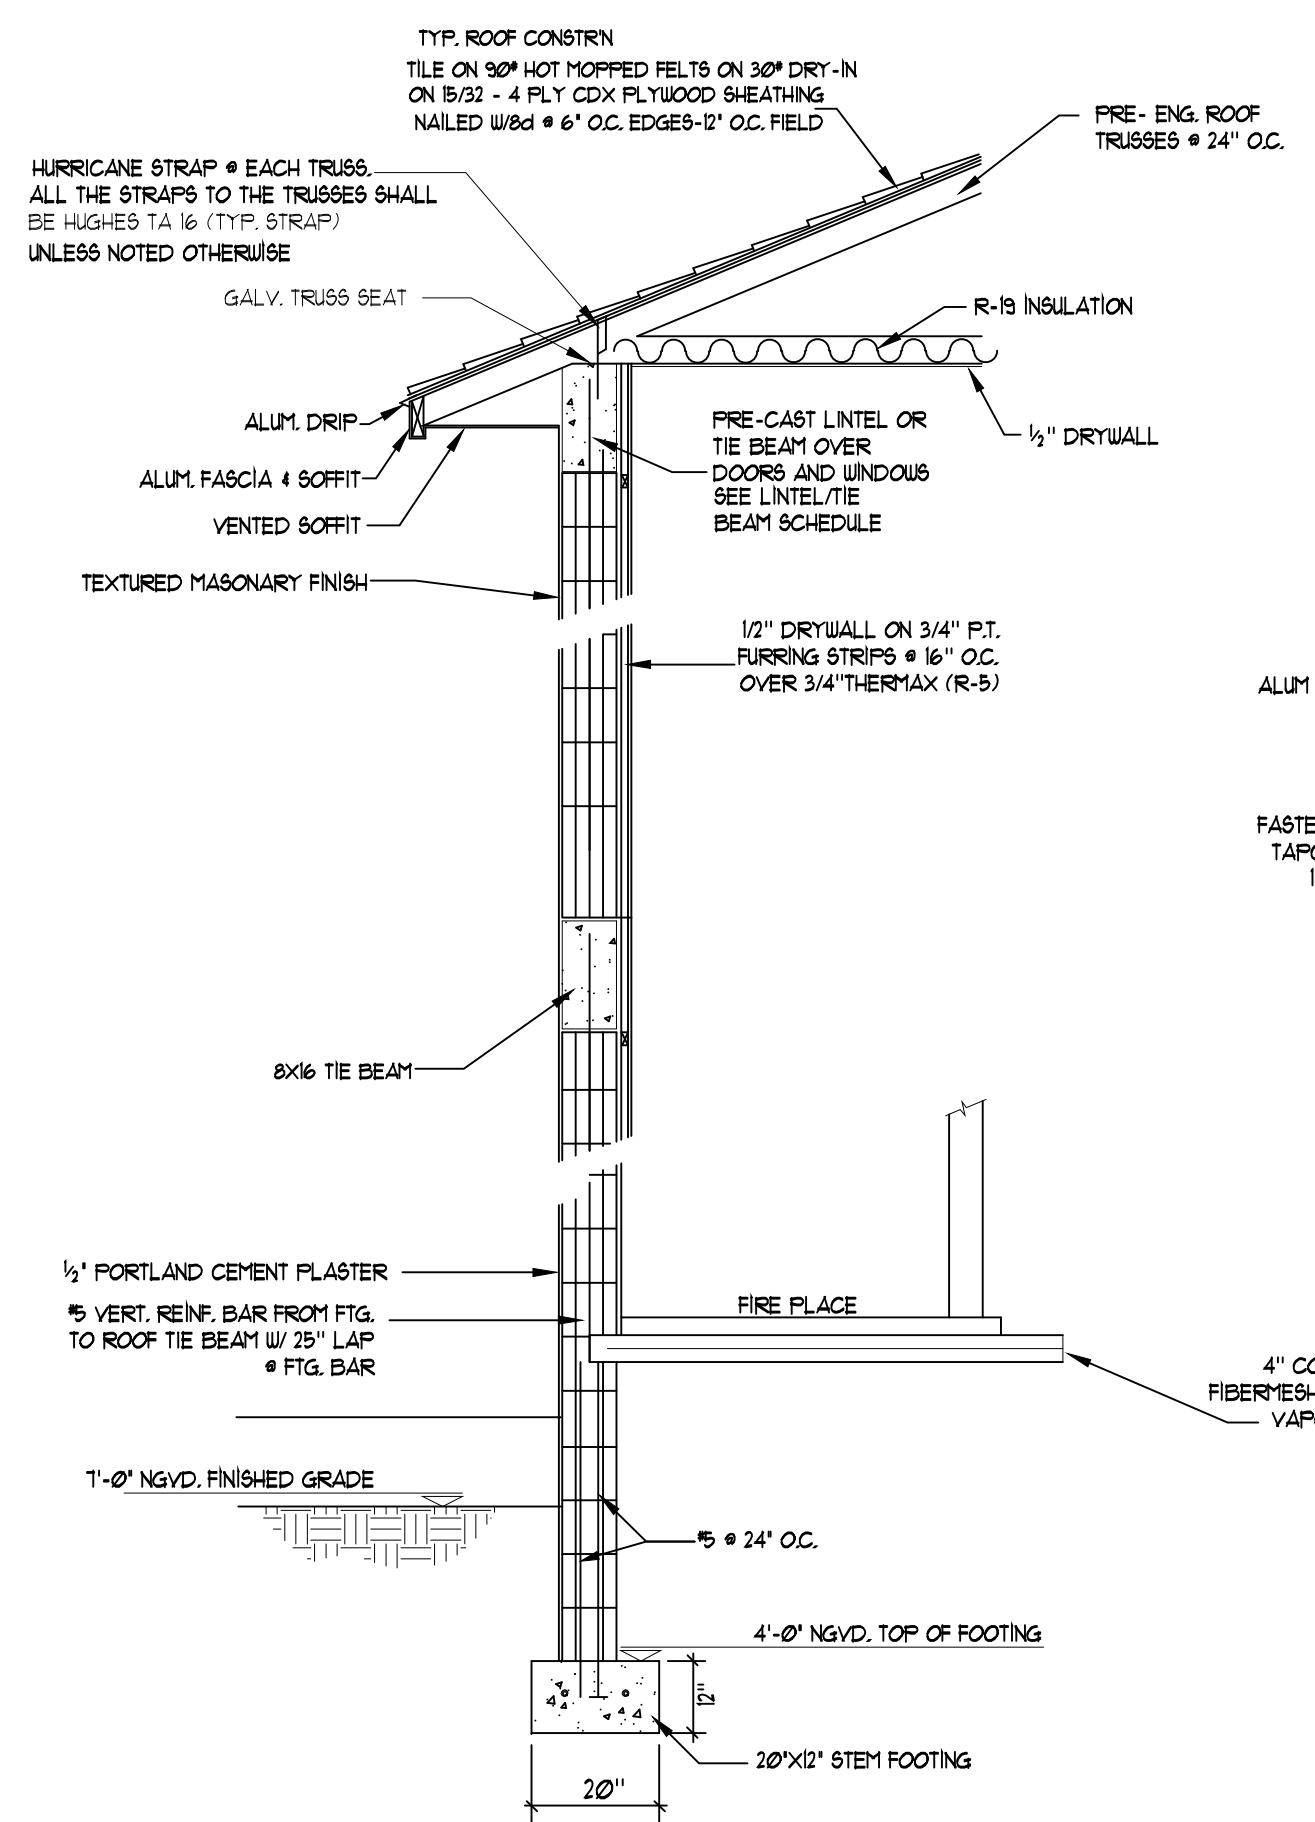 TYP. ROOF CONSTR'N
TILE ON 90# HOT MOPPED FELTS ON 30# DRY-IN
ON 15/32 - 4 PLY CDX PLYWOOD SHEATHING
NAILED W/8d @ 6" O.C. EDGES-12" O.C. FIELD
PRE- ENG. ROOF
TRUSSES @ 24" O.C.
HURRICANE STRAP @ EACH TRUSS.
ALL THE STRAPS TO THE TRUSSES SHALL
BE HUGHES TA 16 (TYP. STRAP)
UNLESS NOTED OTHERWISE
GALV. TRUSS SEAT
R-19 INSULATION
ALUM. DRIP
PRE-CAST LINTEL OR
TIE BEAM OVER
DOORS AND WINDOWS
SEE LINTEL/TIE
BEAM SCHEDULE
½" DRYWALL
ALUM. FASCIA & SOFFIT
VENTED SOFFIT
TEXTURED MASONARY FINISH
1/2" DRYWALL ON 3/4" P.T.
FURRING STRIPS @ 16" O.C.
OVER 3/4"THERMAX (R-5)
ALUM
FASTE
TAPC
1
8X16 TIE BEAM
½" PORTLAND CEMENT PLASTER
#5 VERT. REINF. BAR FROM FTG.
TO ROOF TIE BEAM W/ 25" LAP
@ FTG. BAR
FIRE PLACE
4" CO
FIBERMESH
VAP
7'-0" NGVD. FINISHED GRADE
#5 @ 24" O.C.
4'-0" NGVD. TOP OF FOOTING
12"
20"X12" STEM FOOTING
20"